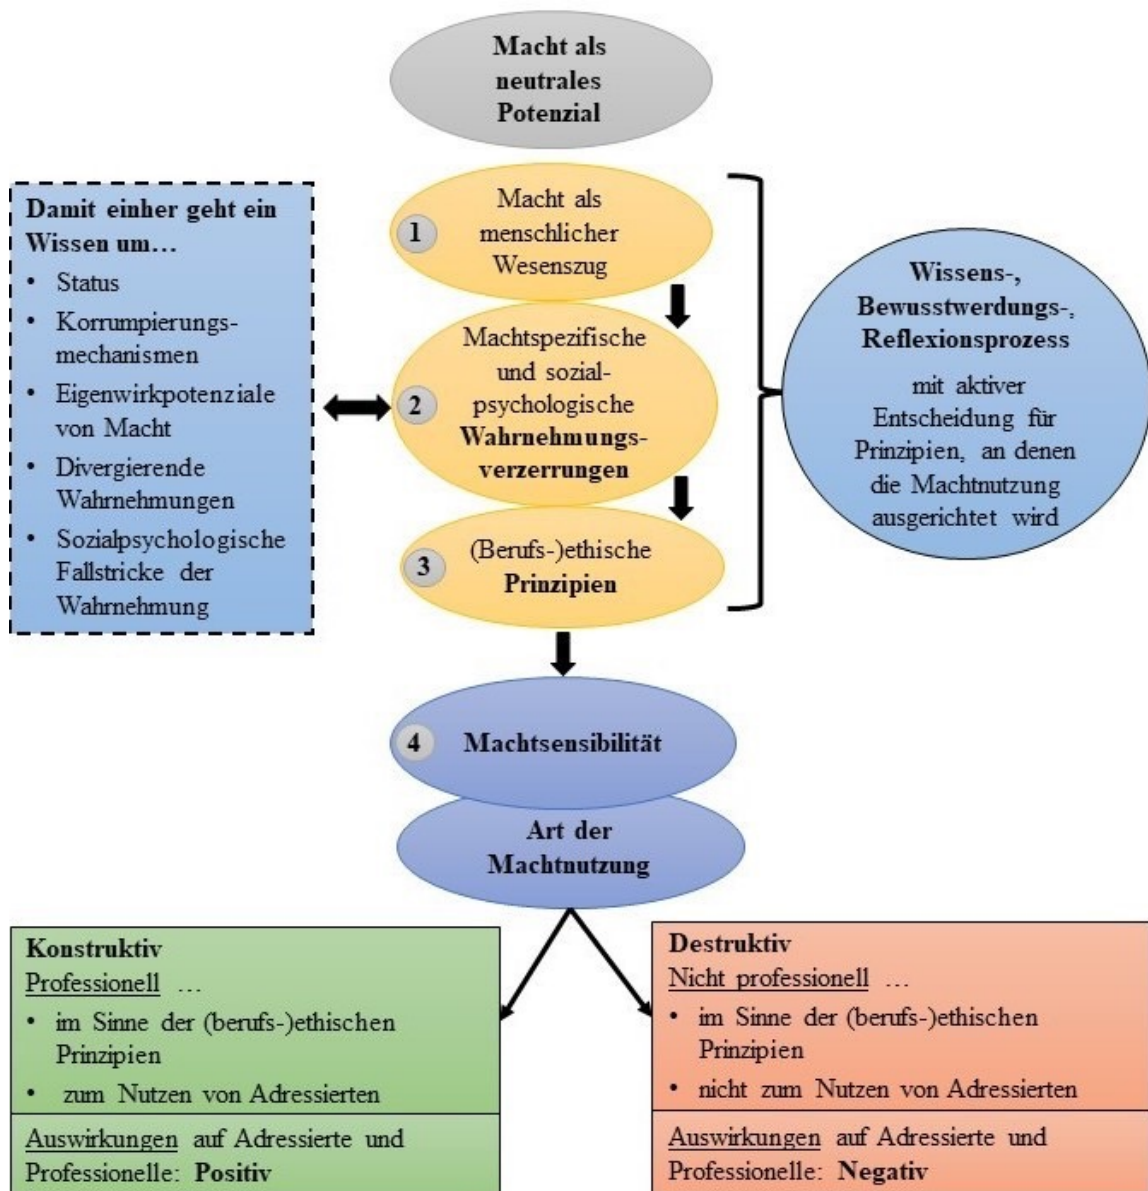 Macht als
neutrales
Potenzial
Damit einher geht ein
Wissen um…
• Status
• Korrumpierungs-
mechanismen
• Eigenwirkpotenziale
von Macht
• Divergierende
Wahrnehmungen
• Sozialpsychologische
Fallstricke der
Wahrnehmung
1
Macht als
menschlicher
Wesenszug
2
Machtspezifische
und sozial-
psychologische
Wahrnehmungs-
verzerrungen
3
(Berufs-)ethische
Prinzipien
Wissens-,
Bewusstwerdungs-,
Reflexionsprozess
mit aktiver
Entscheidung für
Prinzipien, an denen
die Machtnutzung
ausgerichtet wird
4
Machtsensibilität
Art der
Machtnutzung
Konstruktiv
Professionell …
• im Sinne der (berufs-)ethischen
Prinzipien
• zum Nutzen von Adressierten
Auswirkungen auf Adressierte und
Professionelle: Positiv
Destruktiv
Nicht professionell …
• im Sinne der (berufs-)ethischen
Prinzipien
• nicht zum Nutzen von Adressierten
Auswirkungen auf Adressierte und
Professionelle: Negativ